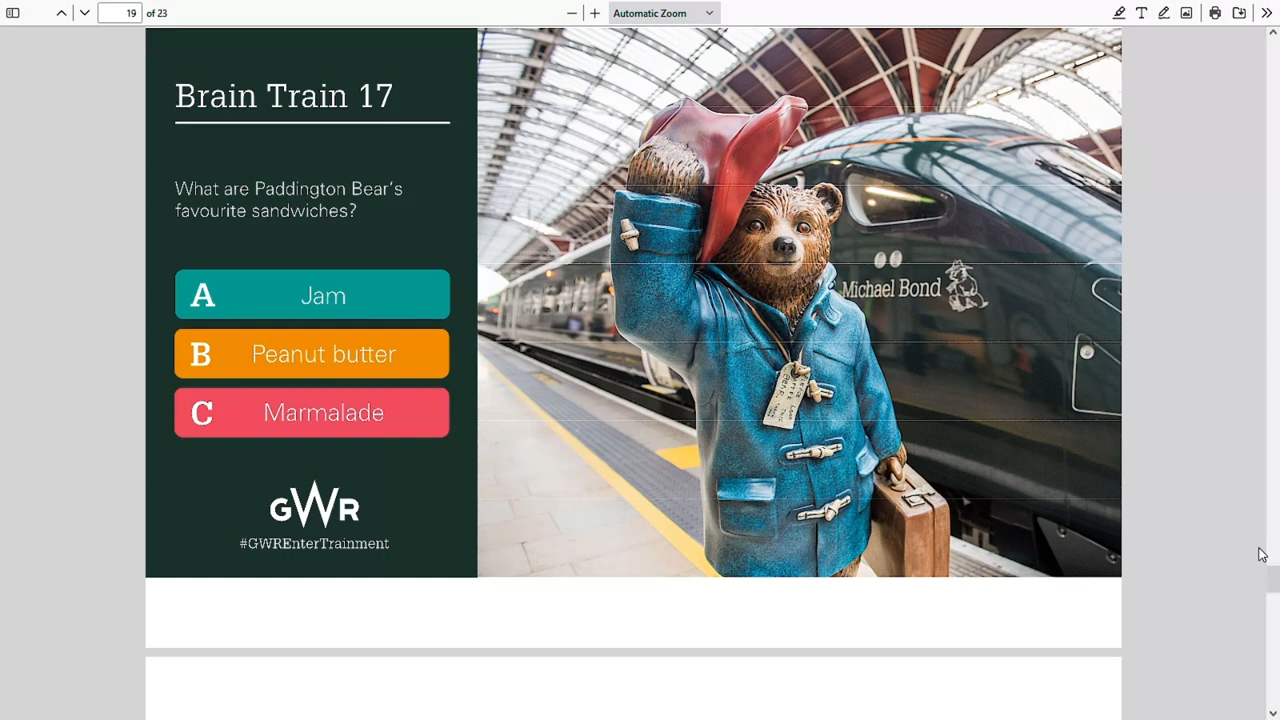 19 of 23
Automatic Zoom
Brain Train 17
What are Paddington Bear's
favourite sandwiches?
A Jam
B Peanut butter
C Marmalade
GWR
#GWREnterTrainment
Michael Bond